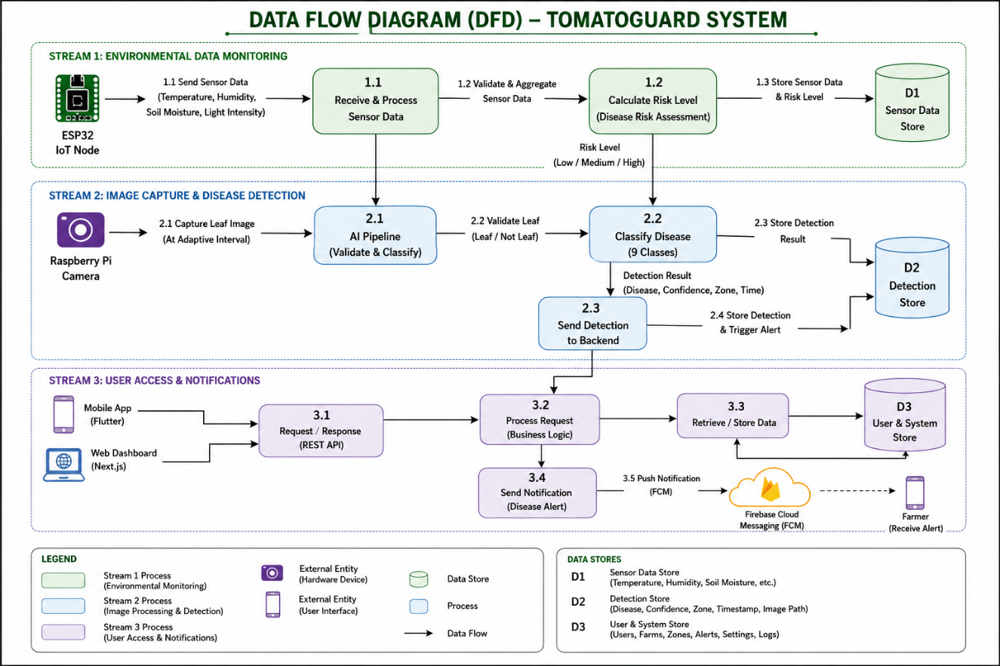 DATA FLOW DIAGRAM (DFD) – TOMATOGUARD SYSTEM
STREAM 1: ENVIRONMENTAL DATA MONITORING
ESP32
IoT Node
1.1 Send Sensor Data
(Temperature, Humidity,
Soil Moisture, Light Intensity)
1.1
Receive & Process
Sensor Data
1.2 Validate & Aggregate
Sensor Data
1.2
Calculate Risk Level
(Disease Risk Assessment)
1.3 Store Sensor Data
& Risk Level
D1
Sensor Data
Store
Risk Level
(Low / Medium / High)
STREAM 2: IMAGE CAPTURE & DISEASE DETECTION
Raspberry Pi
Camera
2.1 Capture Leaf Image
(At Adaptive Interval)
2.1
AI Pipeline
(Validate & Classify)
2.2 Validate Leaf
(Leaf / Not Leaf)
2.2
Classify Disease
(9 Classes)
2.3 Store Detection
Result
D2
Detection
Store
Detection Result
(Disease, Confidence, Zone, Time)
2.3
Send Detection
to Backend
2.4 Store Detection
& Trigger Alert
STREAM 3: USER ACCESS & NOTIFICATIONS
Mobile App
(Flutter)
Web Dashboard
(Next.js)
3.1
Request / Response
(REST API)
3.2
Process Request
(Business Logic)
3.3
Retrieve / Store Data
D3
User & System
Store
3.4
Send Notification
(Disease Alert)
3.5 Push Notification
(FCM)
Firebase Cloud
Messaging (FCM)
Farmer
(Receive Alert)
LEGEND
Stream 1 Process
(Environmental Monitoring)
Stream 2 Process
(Image Processing & Detection)
Stream 3 Process
(User Access & Notifications)
External Entity
(Hardware Device)
External Entity
(User Interface)
Data Store
Process
Data Flow
DATA STORES
D1
Sensor Data Store
(Temperature, Humidity, Soil Moisture, etc.)
D2
Detection Store
(Disease, Confidence, Zone, Timestamp, Image Path)
D3
User & System Store
(Users, Farms, Zones, Alerts, Settings, Logs)